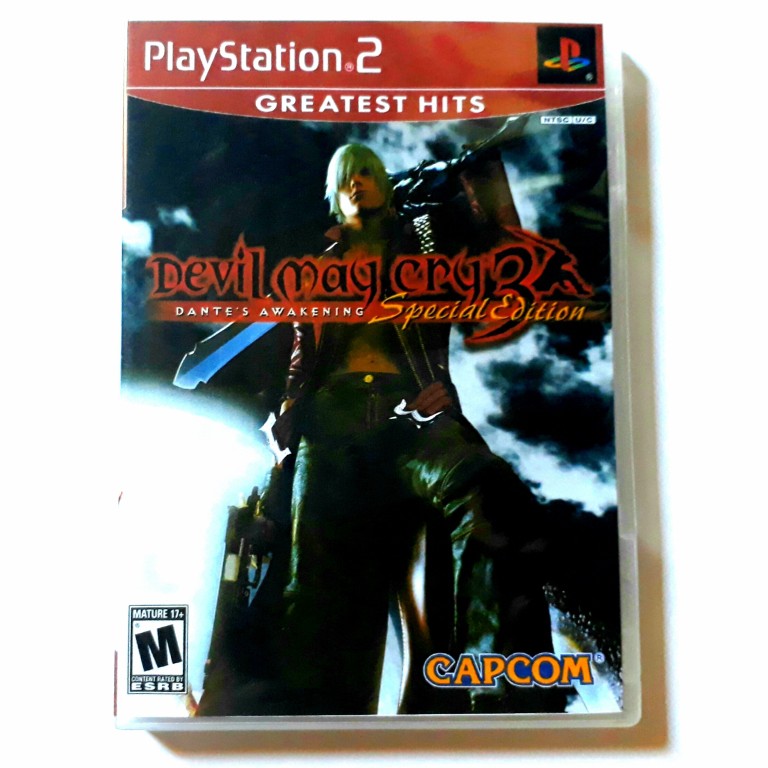 PlayStation®2
GREATEST HITS
NTSC U/C
Devil may cry 3
DANTE'S AWAKENING Special Edition
MATURE 17+
M
CONTENT RATED BY
ESRB
CAPCOM®